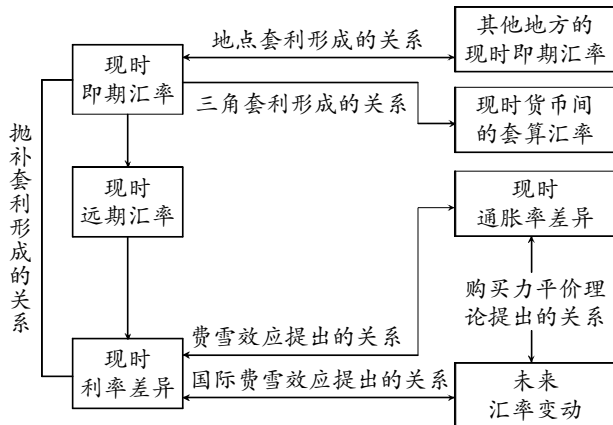 地点套利形成的关系
其他地方的
现时即期汇率
现时
即期汇率
三角套利形成的关系
现时货币间
的套算汇率
抛补套利形成的关系
现时
远期汇率
现时
通胀率差异
购买力平价理
论提出的关系
费雪效应提出的关系
现时
利率差异
国际费雪效应提出的关系
未来
汇率变动